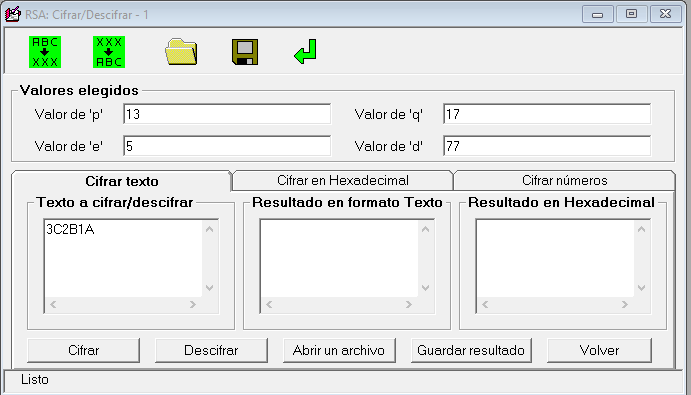 RSA: Cifrar/Descifrar - 1
ABC XXX
XXX ABC
Valores elegidos
Valor de 'p' 13 Valor de 'q' 17
Valor de 'e' 5 Valor de 'd' 77
Cifrar texto Cifrar en Hexadecimal Cifrar números
Texto a cifrar/descifrar Resultado en formato Texto Resultado en Hexadecimal
3C2B1A
Cifrar Descifrar Abrir un archivo Guardar resultado Volver
Listo